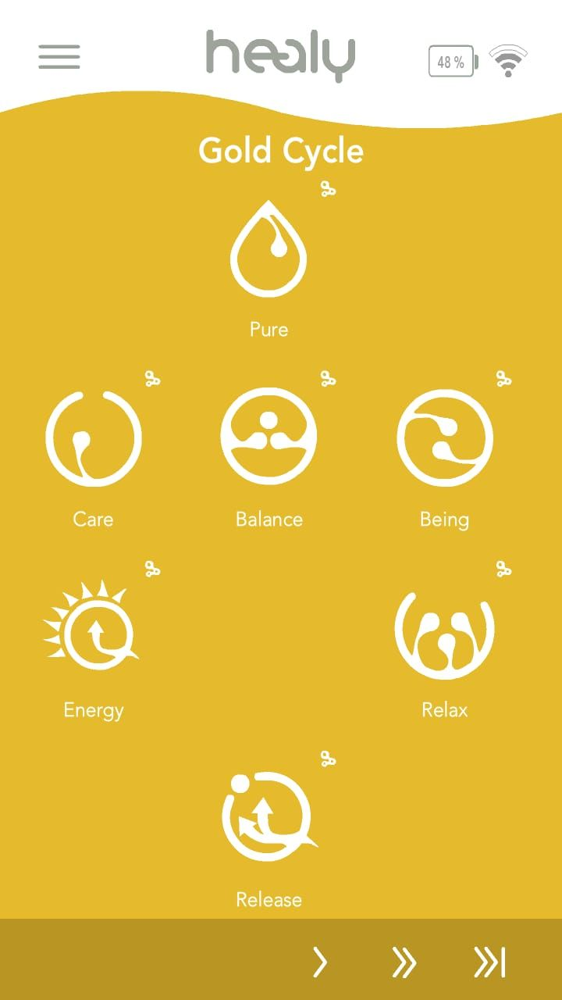 healy
48 %
Gold Cycle
Pure
Care Balance Being
Energy Relax
Release